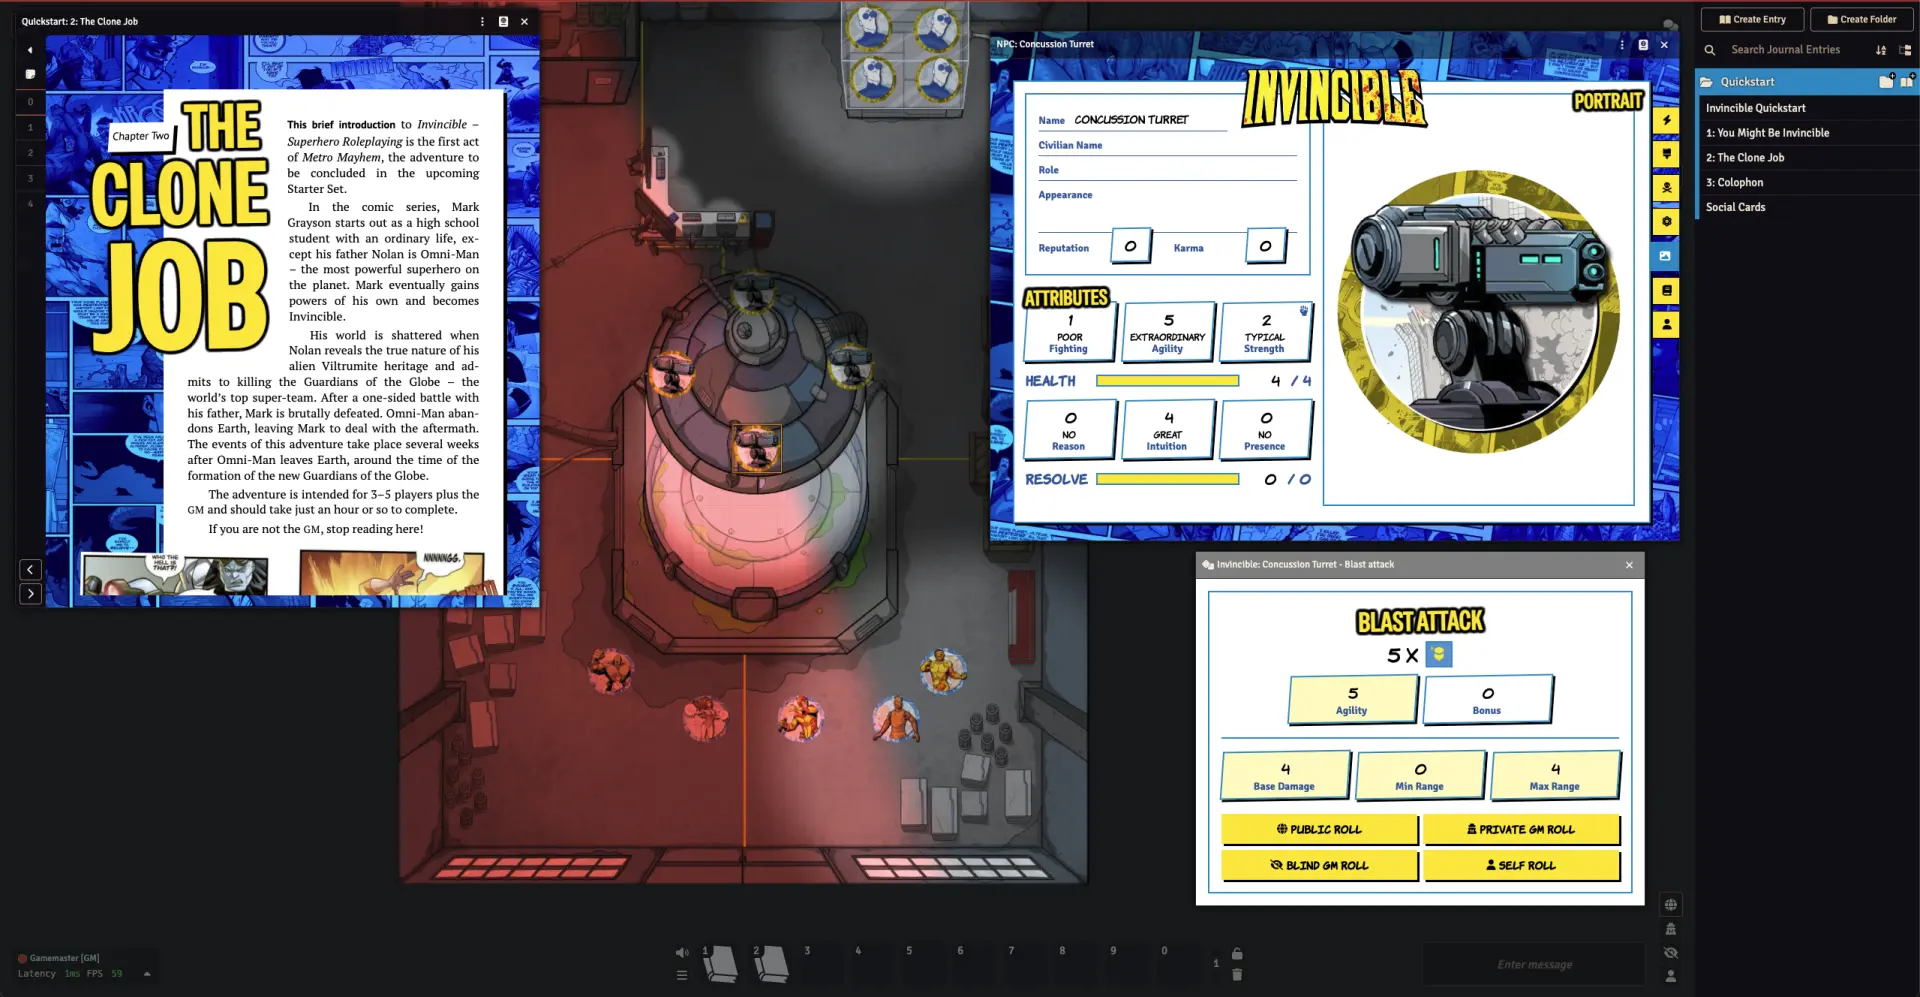 Quickstart: 2: The Clone Job
0
1
2
3
4
Chapter Two
THE
CLONE
JOB
This brief introduction to Invincible –
Superhero Roleplaying is the first act
of Metro Mayhem, the adventure to
be concluded in the upcoming
Starter Set.
In the comic series, Mark
Grayson starts out as a high school
student with an ordinary life, ex-
cept his father Nolan is Omni-Man
– the most powerful superhero on
the planet. Mark eventually gains
powers of his own and becomes
Invincible.
His world is shattered when
Nolan reveals the true nature of his
alien Viltrumite heritage and ad-
mits to killing the Guardians of the Globe – the
world's top super-team. After a one-sided battle with
his father, Mark is brutally defeated. Omni-Man aban-
dons Earth, leaving Mark to deal with the aftermath.
The events of this adventure take place several weeks
after Omni-Man leaves Earth, around the time of the
formation of the new Guardians of the Globe.
The adventure is intended for 3–5 players plus the
GM and should take just an hour or so to complete.
If you are not the GM, stop reading here!
WHO THE
HELL IS
THAT?!
NNNNGG.
NPC: Concussion Turret
INVINCIBLE
PORTRAIT
Name CONCUSSION TURRET
Civilian Name
Role
Appearance
Reputation 0 Karma 0
ATTRIBUTES
1
POOR
Fighting
5
EXTRAORDINARY
Agility
2
TYPICAL
Strength
HEALTH 4 / 4
0
NO
Reason
4
GREAT
Intuition
0
NO
Presence
RESOLVE 0 / 0
Invincible: Concussion Turret - Blast attack
BLAST ATTACK
5 X
5
Agility
0
Bonus
4
Base Damage
0
Min Range
4
Max Range
PUBLIC ROLL
PRIVATE GM ROLL
BLIND GM ROLL
SELF ROLL
Create Entry
Create Folder
Search Journal Entries
Quickstart
Invincible Quickstart
1: You Might Be Invincible
2: The Clone Job
3: Colophon
Social Cards
Gamemaster [GM]
Latency 1ms FPS 59
1 2 3 4 5 6 7 8 9 0
1
Enter message